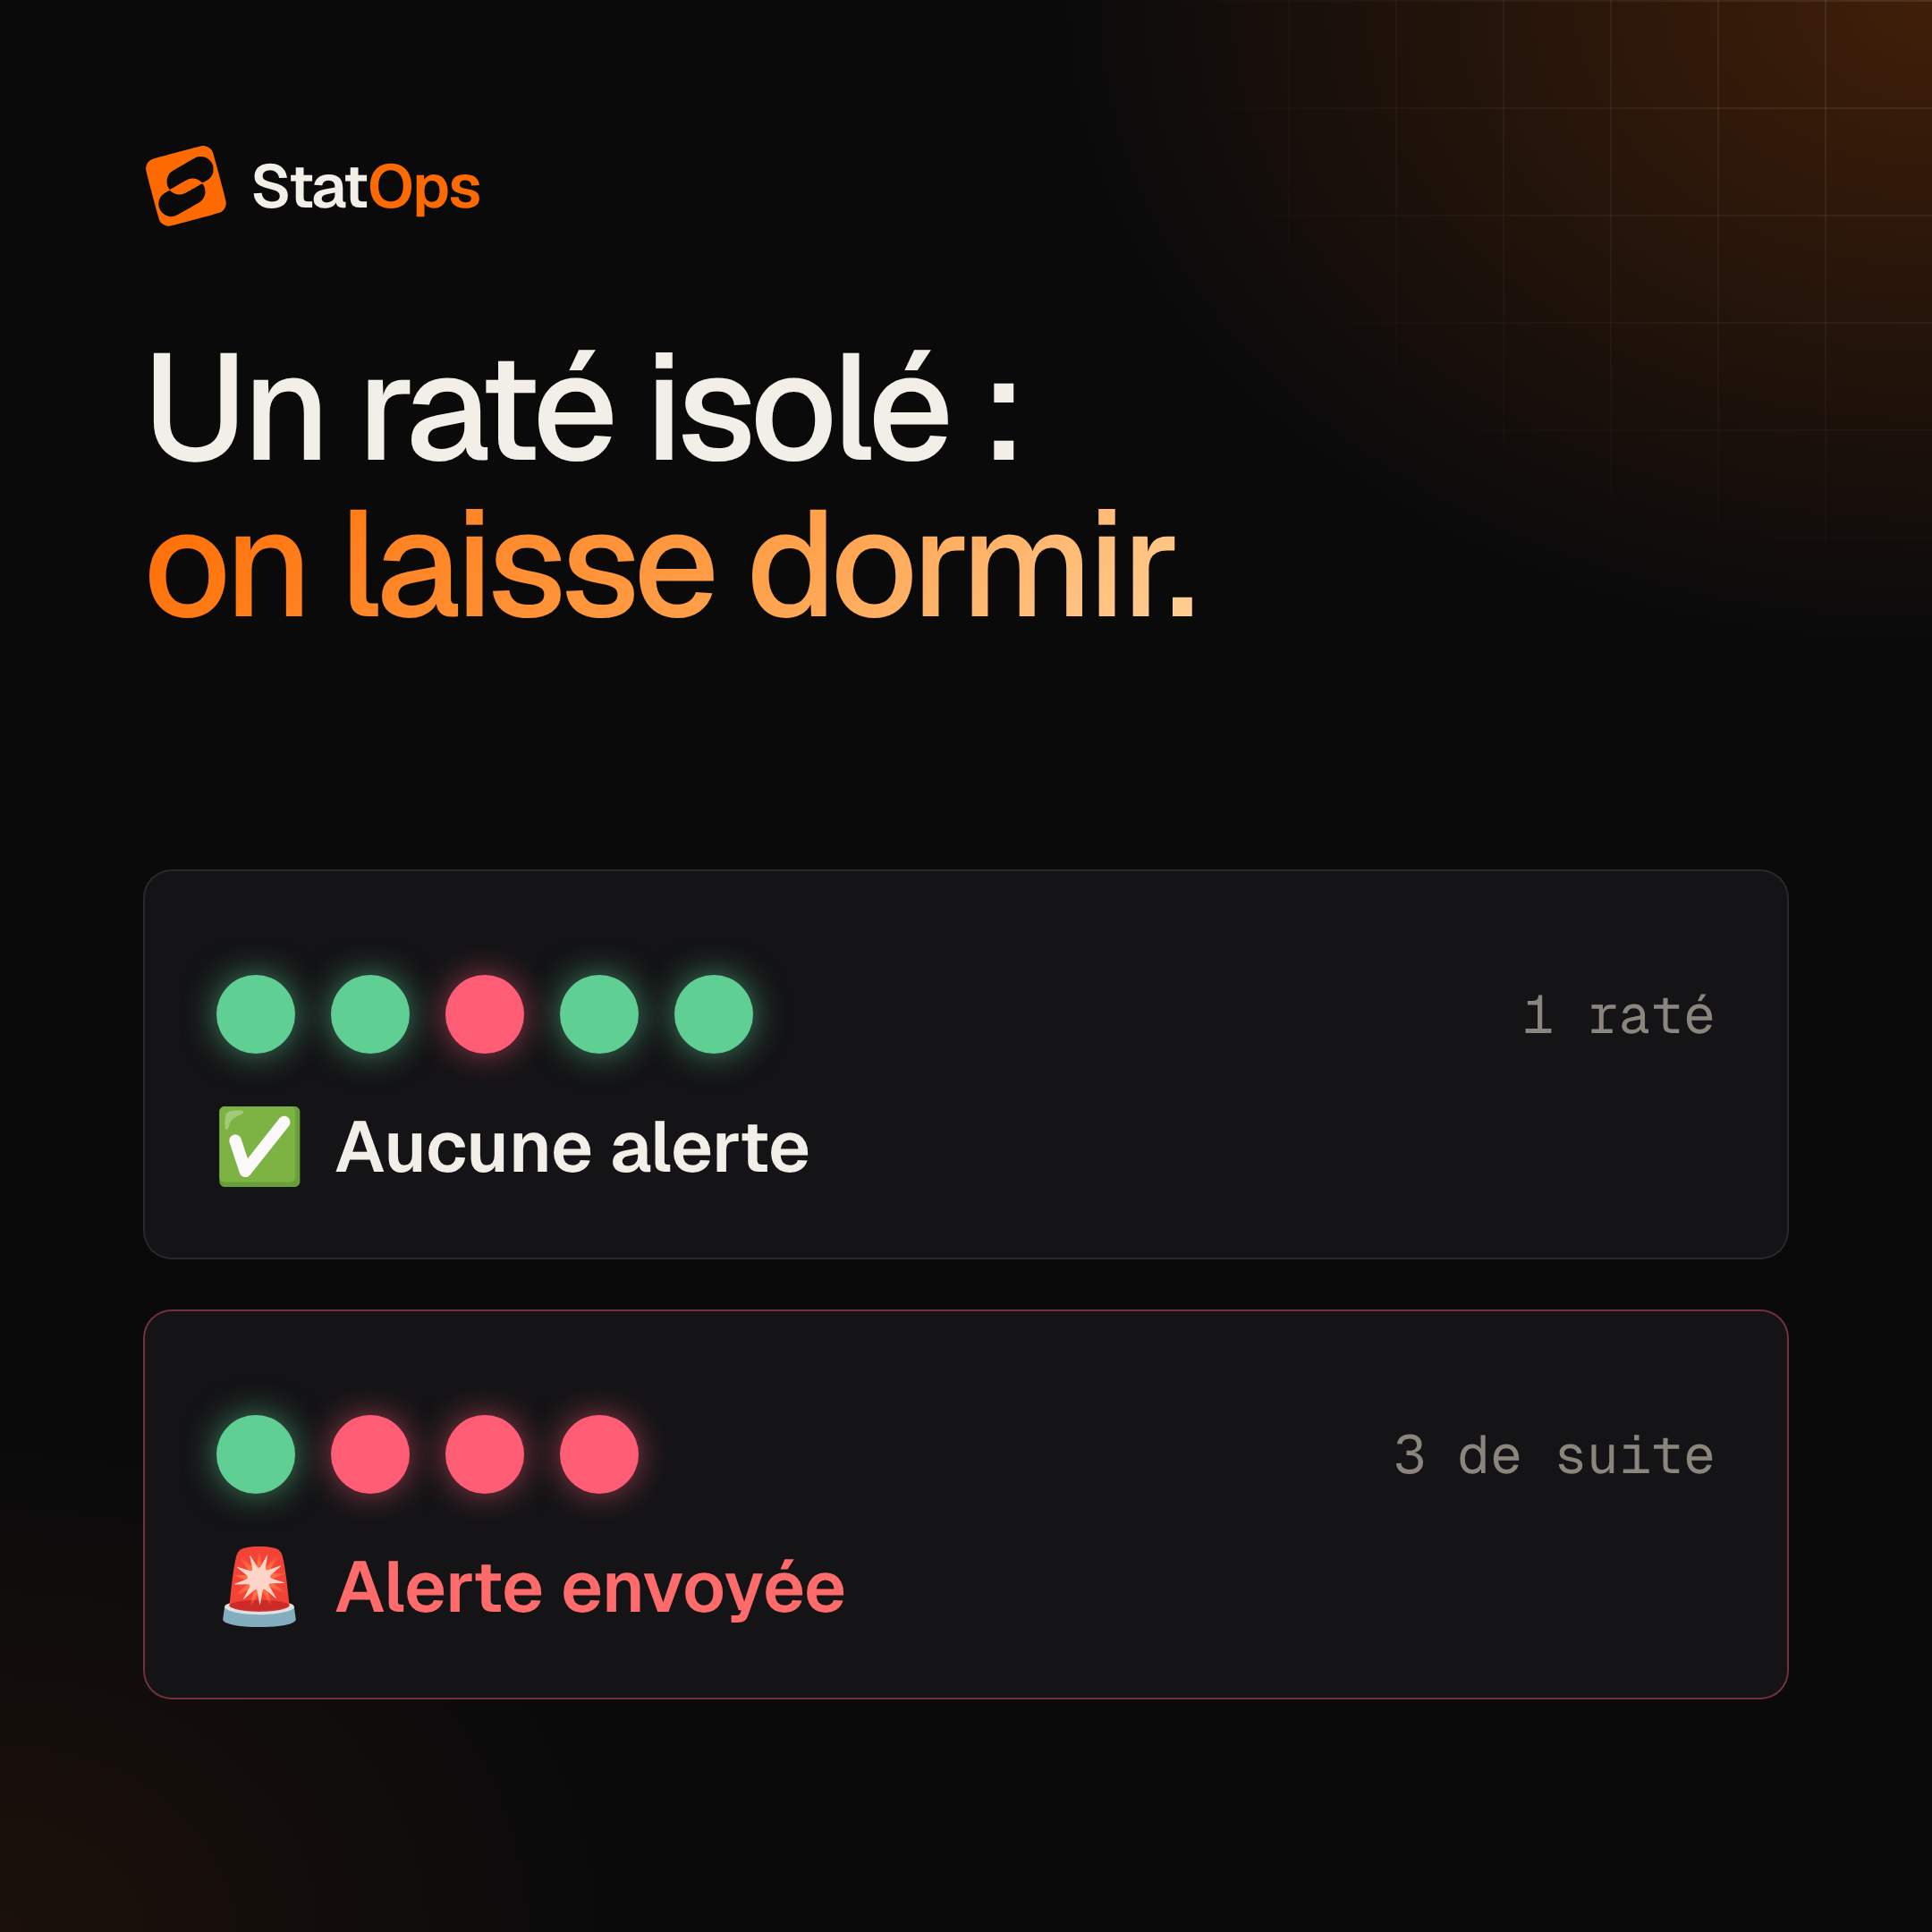 StatOps
Un raté isolé :
on laisse dormir.
1 raté
✅ Aucune alerte
3 de suite
🚨 Alerte envoyée